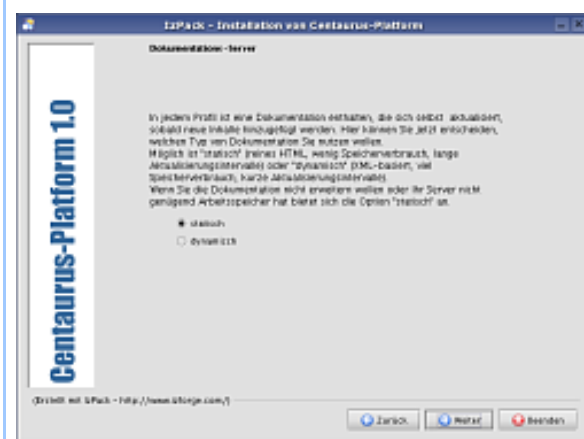 IzPack - Installation von Centaurus-Platform
Dokumentations-Server
In jedem Profil ist eine Dokumentation enthalten, die sich selbst aktualisiert,
sobald neue Inhalte hinzugefügt werden. Hier können Sie jetzt entscheiden,
welchen Typ von Dokumentation Sie nutzen wollen.
Möglich ist "statisch" (reines HTML, wenig Speicherverbrauch, lange
Aktualisierungsintervalle) oder "dynamisch" (XML-basiert, viel
Speicherverbrauch, kurze Aktualisierungsintervalle).
Wenn Sie die Dokumentation nicht erweitern wollen oder Ihr Server nicht
genügend Arbeitsspeicher hat bietet sich die Option "statisch" an.
statisch
dynamisch
Centaurus-Platform 1.0
(Erstellt mit IzPack - http://www.izforge.com/)
Zurück
Weiter
Beenden